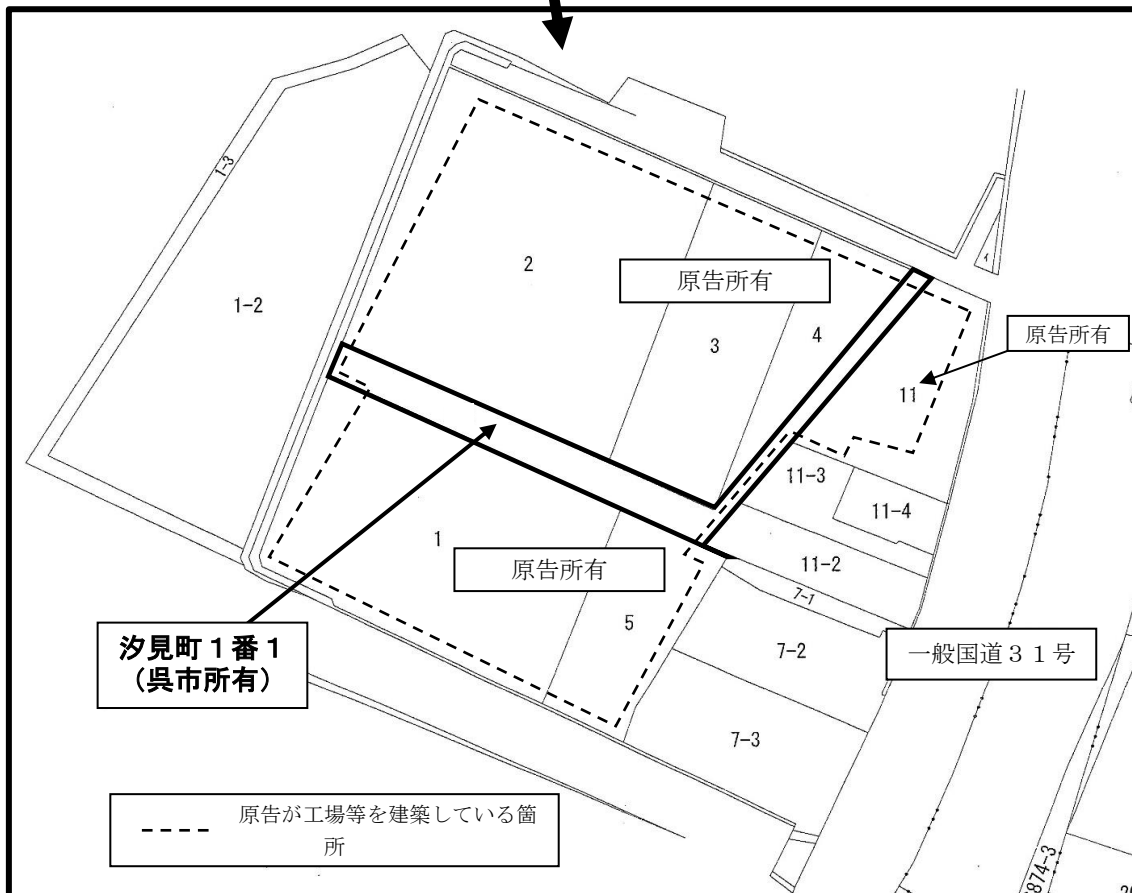 1-3
1-2
2
原告所有
3
4
イ
原告所有
11
11-3
11-4
1
原告所有
11-2
7-1
5
7-2
一般国道３１号
汐見町１番１
（呉市所有）
7-3
原告が工場等を建築している箇
所
874-3